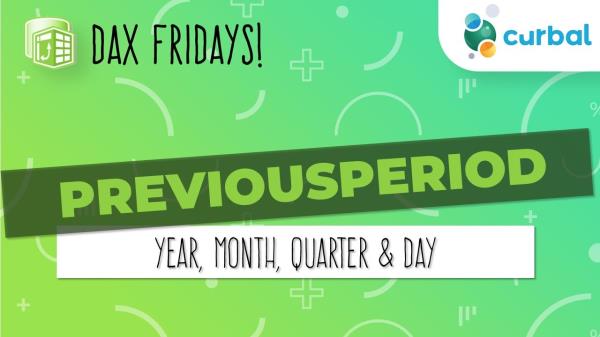 DAX FRIDAYS!
curbal
PREVIOUSPERIOD
YEAR, MONTH, QUARTER & DAY